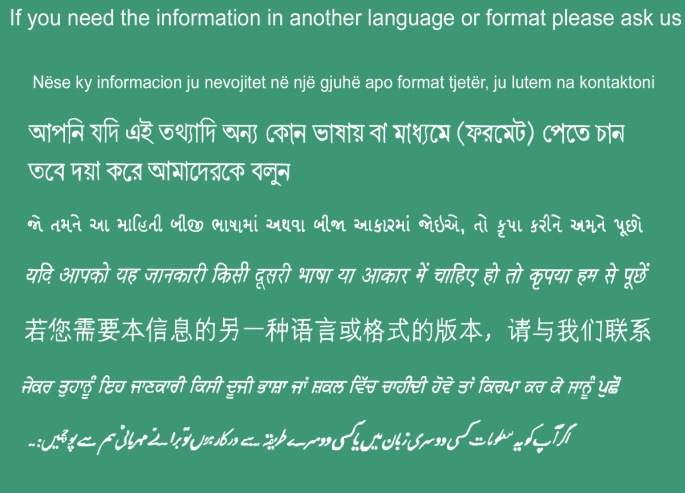 If you need the information in another language or format please ask us
Nëse ky informacion ju nevojitet në një gjuhë apo format tjetër, ju lutem na kontaktoni
আপনি যদি এই তথ্যাদি অন্য কোন ভাষায় বা মাধ্যমে (ফরমেট) পেতে চান
তবে দয়া করে আমাদেরকে বলুন
જો તમને આ માહિતી બીજી ભાષામાં અથવા બીજા આકારમાં જોઇએ, તો કૃપા કરીને અમને પૂછો
यदि आपको यह जानकारी किसी दूसरी भाषा या आकार में चाहिए हो तो कृपया हम से पूछें
若您需要本信息的另一种语言或格式的版本，请与我们联系
ਜੇਕਰ ਤੁਹਾਨੂੰ ਇਹ ਜਾਣਕਾਰੀ ਕਿਸੀ ਦੂਜੀ ਭਾਸ਼ਾ ਜਾਂ ਸ਼ਕਲ ਵਿੱਚ ਚਾਹੀਦੀ ਹੋਵੇ ਤਾਂ ਕਿਰਪਾ ਕਰ ਕੇ ਸਾਨੂੰ ਪੁਛੌ
اگر آپ کو یہ معلومات کسی دوسری زبان میں یا کسی دوسرے طریقہ سے درکار ہوں تو برائے مہربانی ہم سے پوچھیں:۔